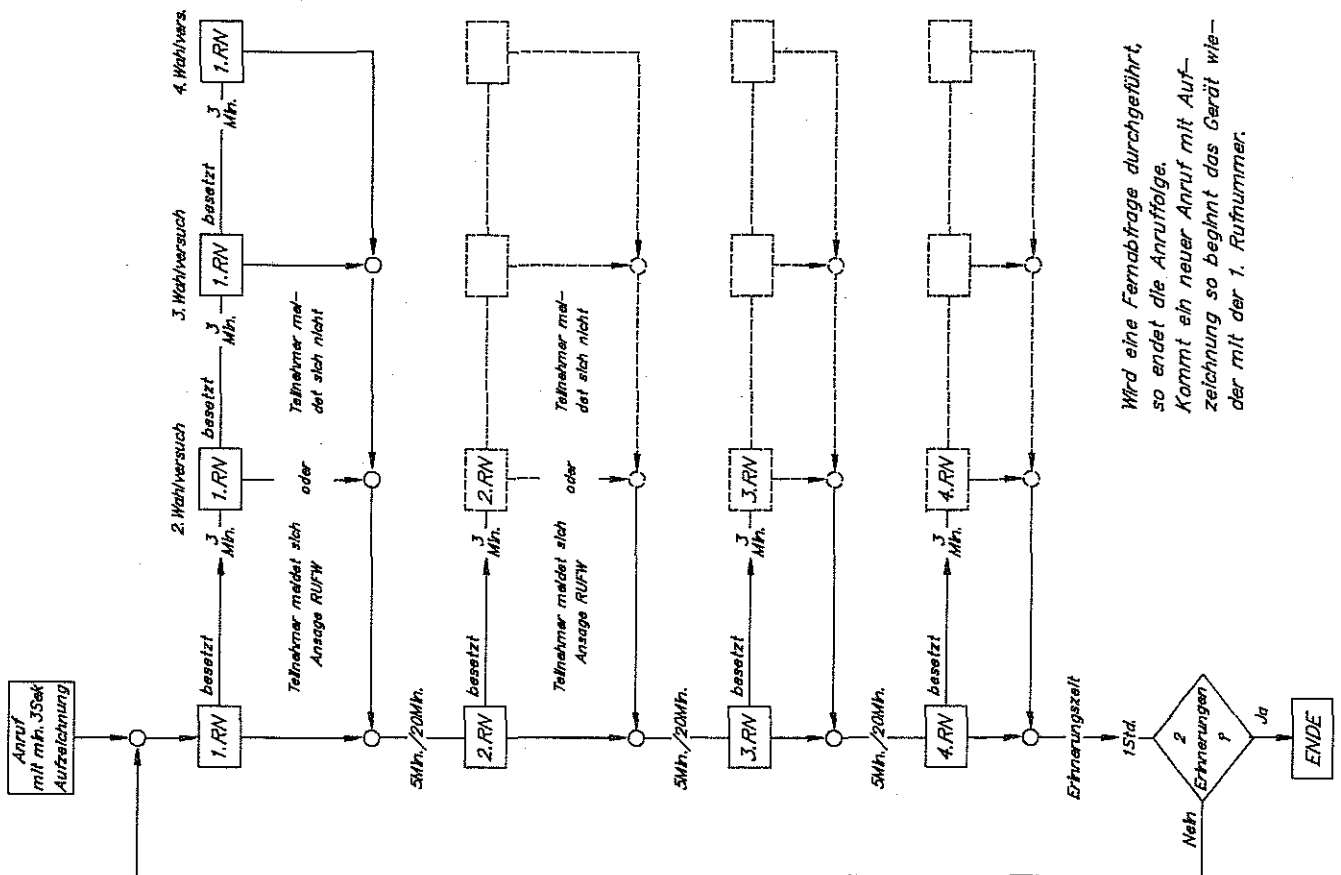 Anruf
mit min. 3Sek
Aufzeichnung
2.Wahlversuch
3.Wahlversuch
4.Wahlvers.
1.RN
besetzt
3
Min.
1.RN
besetzt
3
Min.
1.RN
besetzt
3
Min.
1.RN
Teilnehmer meldet sich
Ansage RUFW
oder
Teilnehmer mel-
det sich nicht
5Min./20Min.
2.RN
besetzt
3
Min.
2.RN
Teilnehmer meldet sich
Ansage RUFW
oder
Teilnehmer mel-
det sich nicht
5Min./20Min.
3.RN
besetzt
3
Min.
3.RN
5Min./20Min.
4.RN
besetzt
3
Min.
4.RN
Erinnerungszeit
1Std.
2
Erinnerungen
?
Nein
Ja
ENDE
Wird eine Fernabfrage durchgeführt,
so endet die Anruffolge.
Kommt ein neuer Anruf mit Auf-
zeichnung so beginnt das Gerät wie-
der mit der 1. Rufnummer.